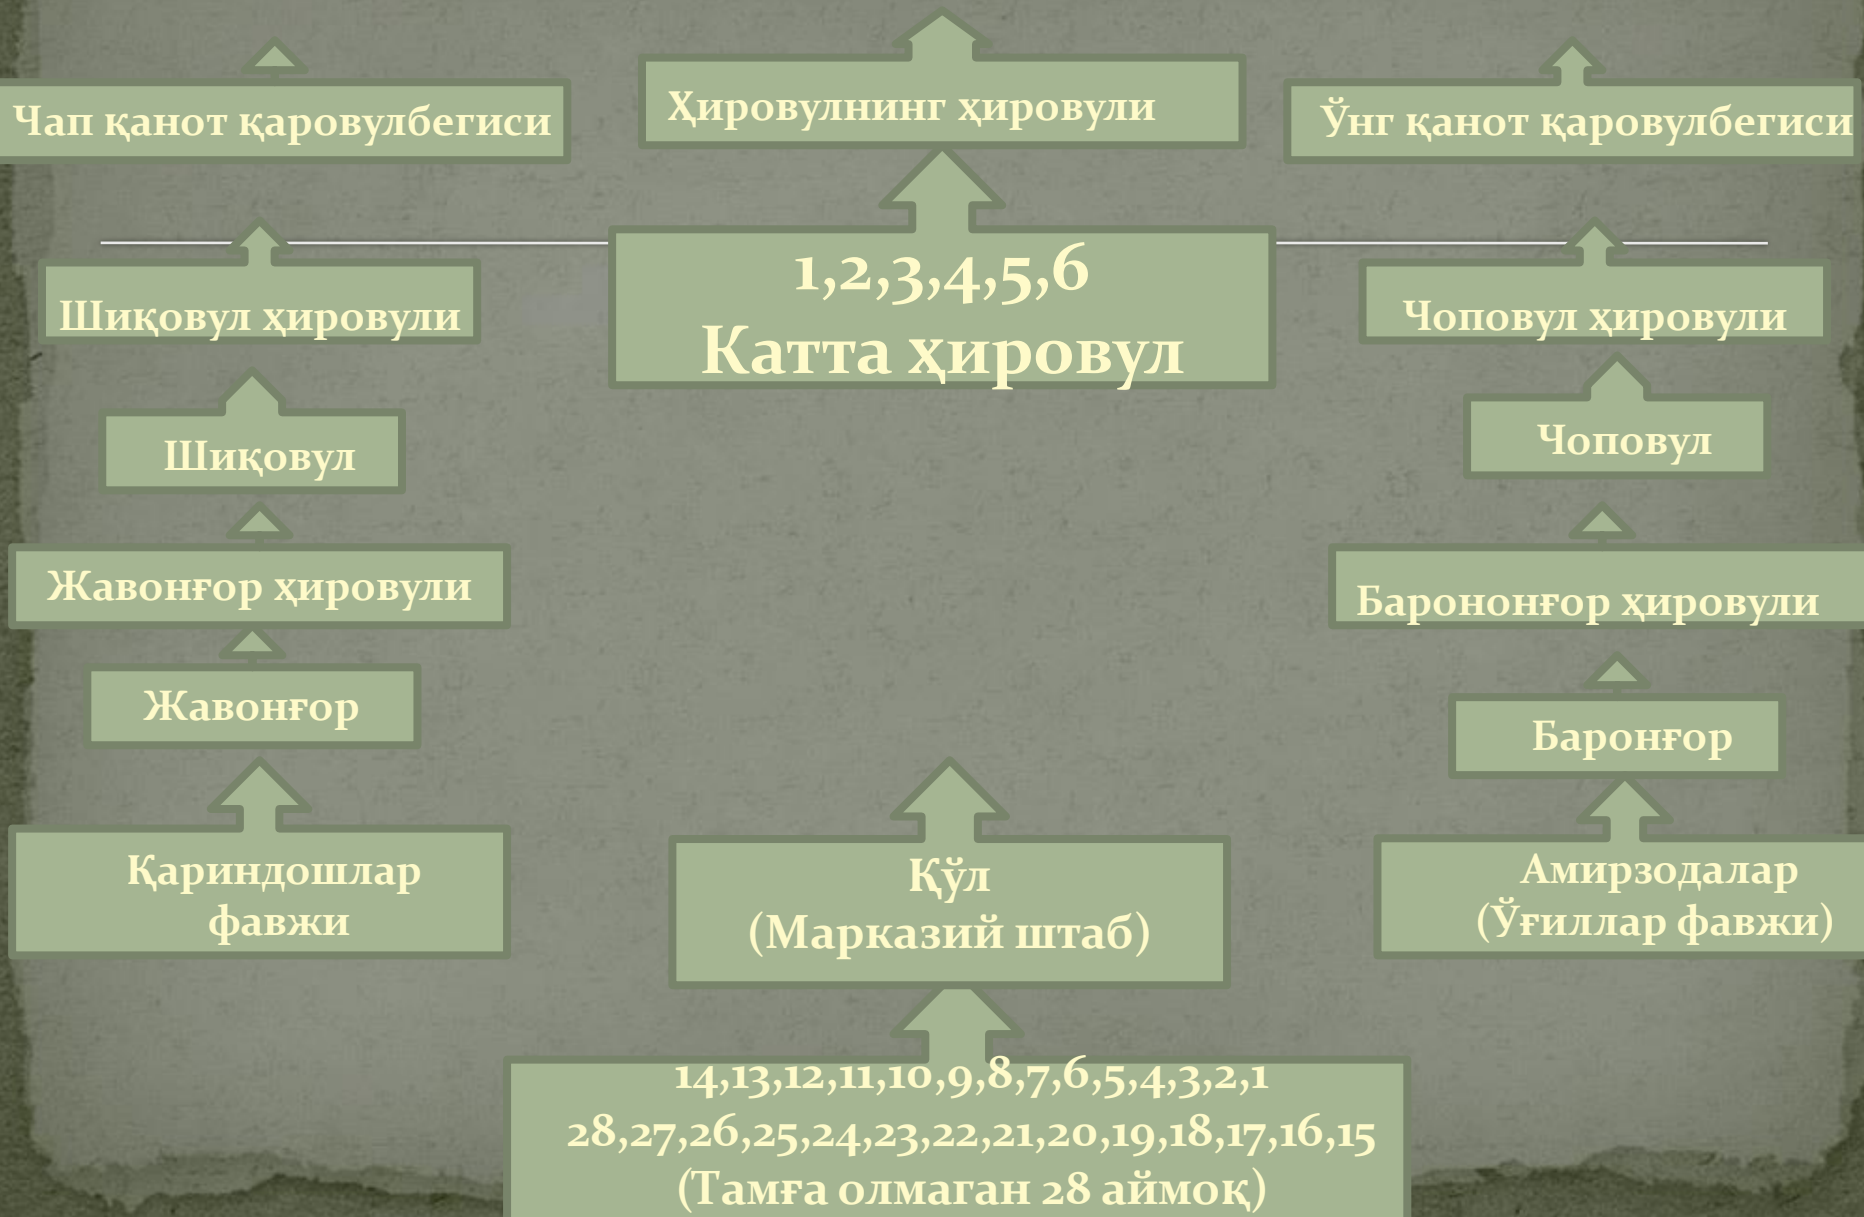 Чап қанот қаровулбегиси
Ҳировулнинг ҳировули
Ўнг қанот қаровулбегиси
Шиқовул ҳировули
1,2,3,4,5,6
Катта ҳировул
Чоповул ҳировули
Шиқовул
Чоповул
Жавонғор ҳировули
Барононғор ҳировули
Жавонғор
Баронғор
Қариндошлар
фавжи
Қўл
(Марказий штаб)
Амирзодалар
(Ўғиллар фавжи)
14,13,12,11,10,9,8,7,6,5,4,3,2,1
28,27,26,25,24,23,22,21,20,19,18,17,16,15
(Тамға олмаган 28 аймоқ)